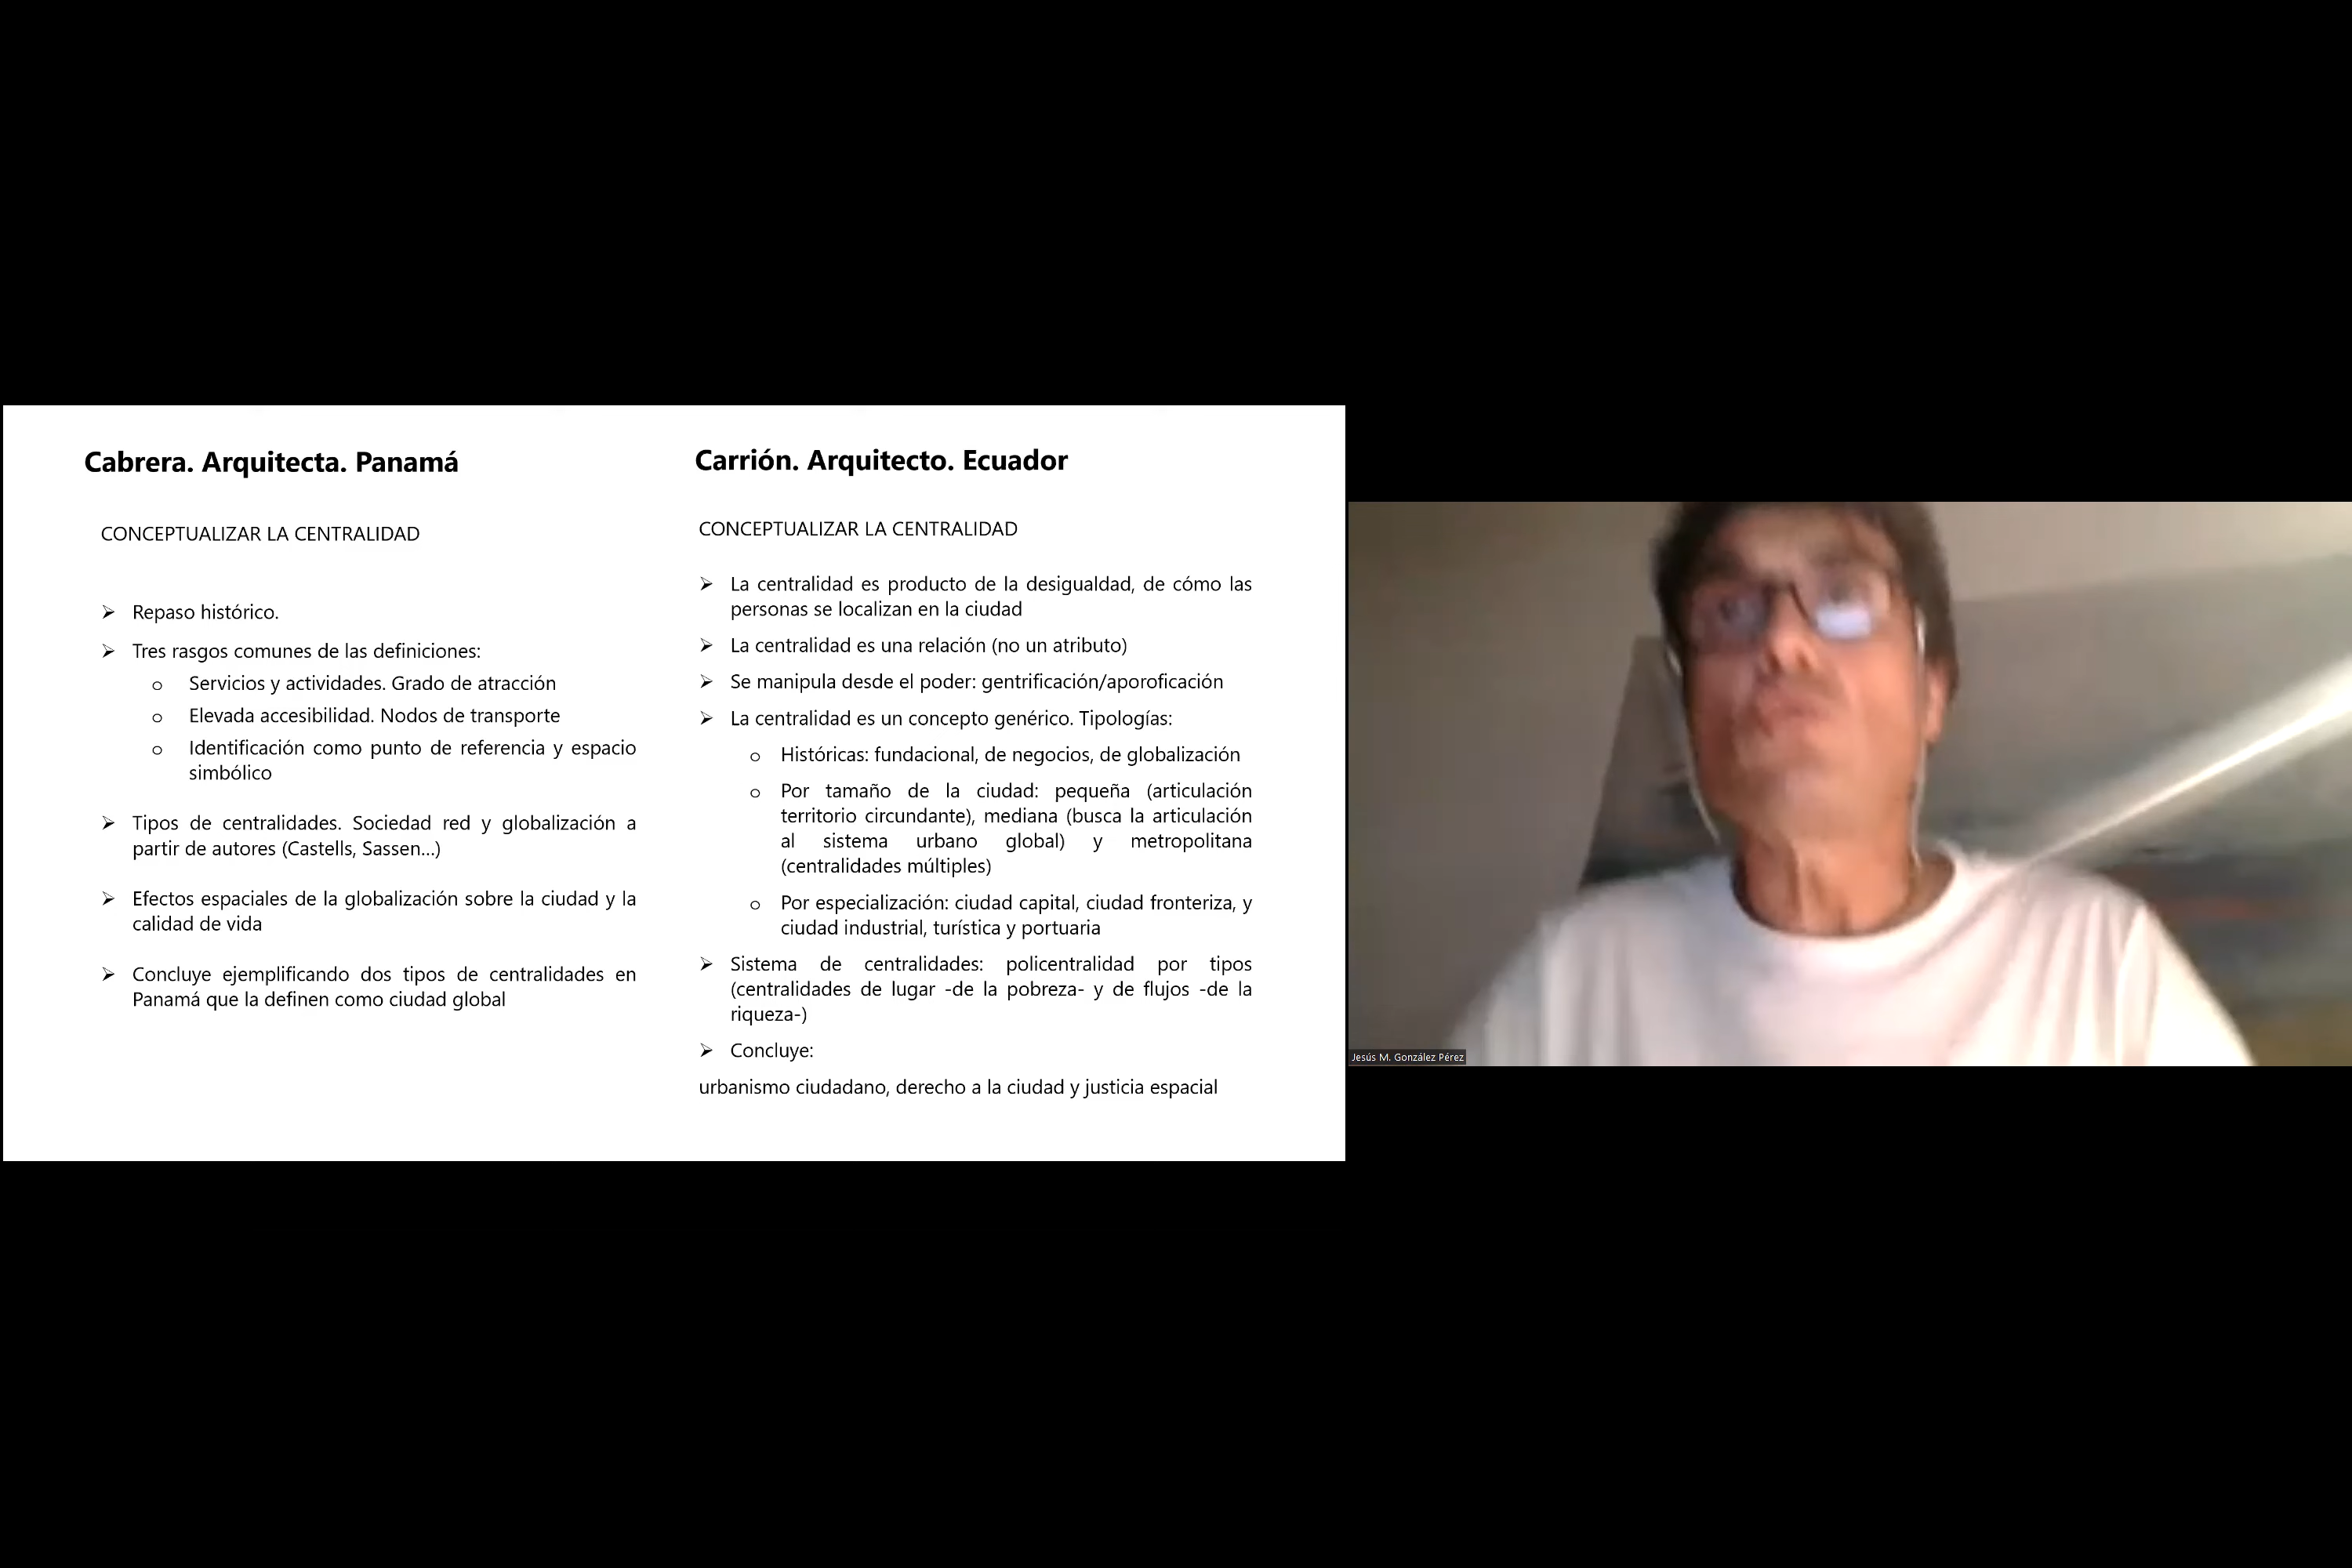 Cabrera. Arquitecta. Panamá
CONCEPTUALIZAR LA CENTRALIDAD
➢ Repaso histórico.
➢ Tres rasgos comunes de las definiciones:
o Servicios y actividades. Grado de atracción
o Elevada accesibilidad. Nodos de transporte
o Identificación como punto de referencia y espacio
simbólico
➢ Tipos de centralidades. Sociedad red y globalización a
partir de autores (Castells, Sassen...)
➢ Efectos espaciales de la globalización sobre la ciudad y la
calidad de vida
➢ Concluye ejemplificando dos tipos de centralidades en
Panamá que la definen como ciudad global
Carrión. Arquitecto. Ecuador
CONCEPTUALIZAR LA CENTRALIDAD
➢ La centralidad es producto de la desigualdad, de cómo las
personas se localizan en la ciudad
➢ La centralidad es una relación (no un atributo)
➢ Se manipula desde el poder: gentrificación/aporoficación
➢ La centralidad es un concepto genérico. Tipologías:
o Históricas: fundacional, de negocios, de globalización
o Por tamaño de la ciudad: pequeña (articulación
territorio circundante), mediana (busca la articulación
al sistema urbano global) y metropolitana
(centralidades múltiples)
o Por especialización: ciudad capital, ciudad fronteriza, y
ciudad industrial, turística y portuaria
➢ Sistema de centralidades: policentralidad por tipos
(centralidades de lugar -de la pobreza- y de flujos -de la
riqueza-)
➢ Concluye:
urbanismo ciudadano, derecho a la ciudad y justicia espacial
Jesús M. González Pérez